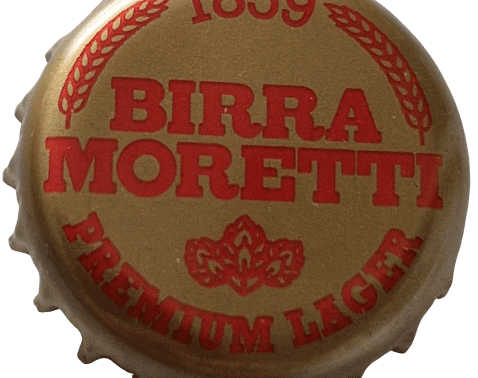 1859
BIRRA
MORETTI
PREMIUM LAGER